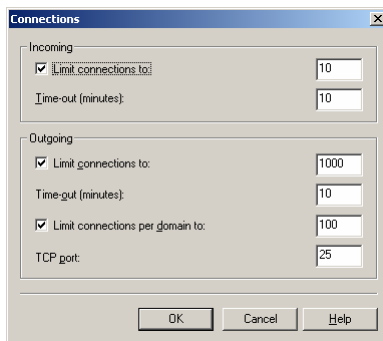 Connections
Incoming
Limit connections to: 10
Time-out (minutes): 10
Outgoing
Limit connections to: 1000
Time-out (minutes): 10
Limit connections per domain to: 100
TCP port: 25
OK Cancel Help